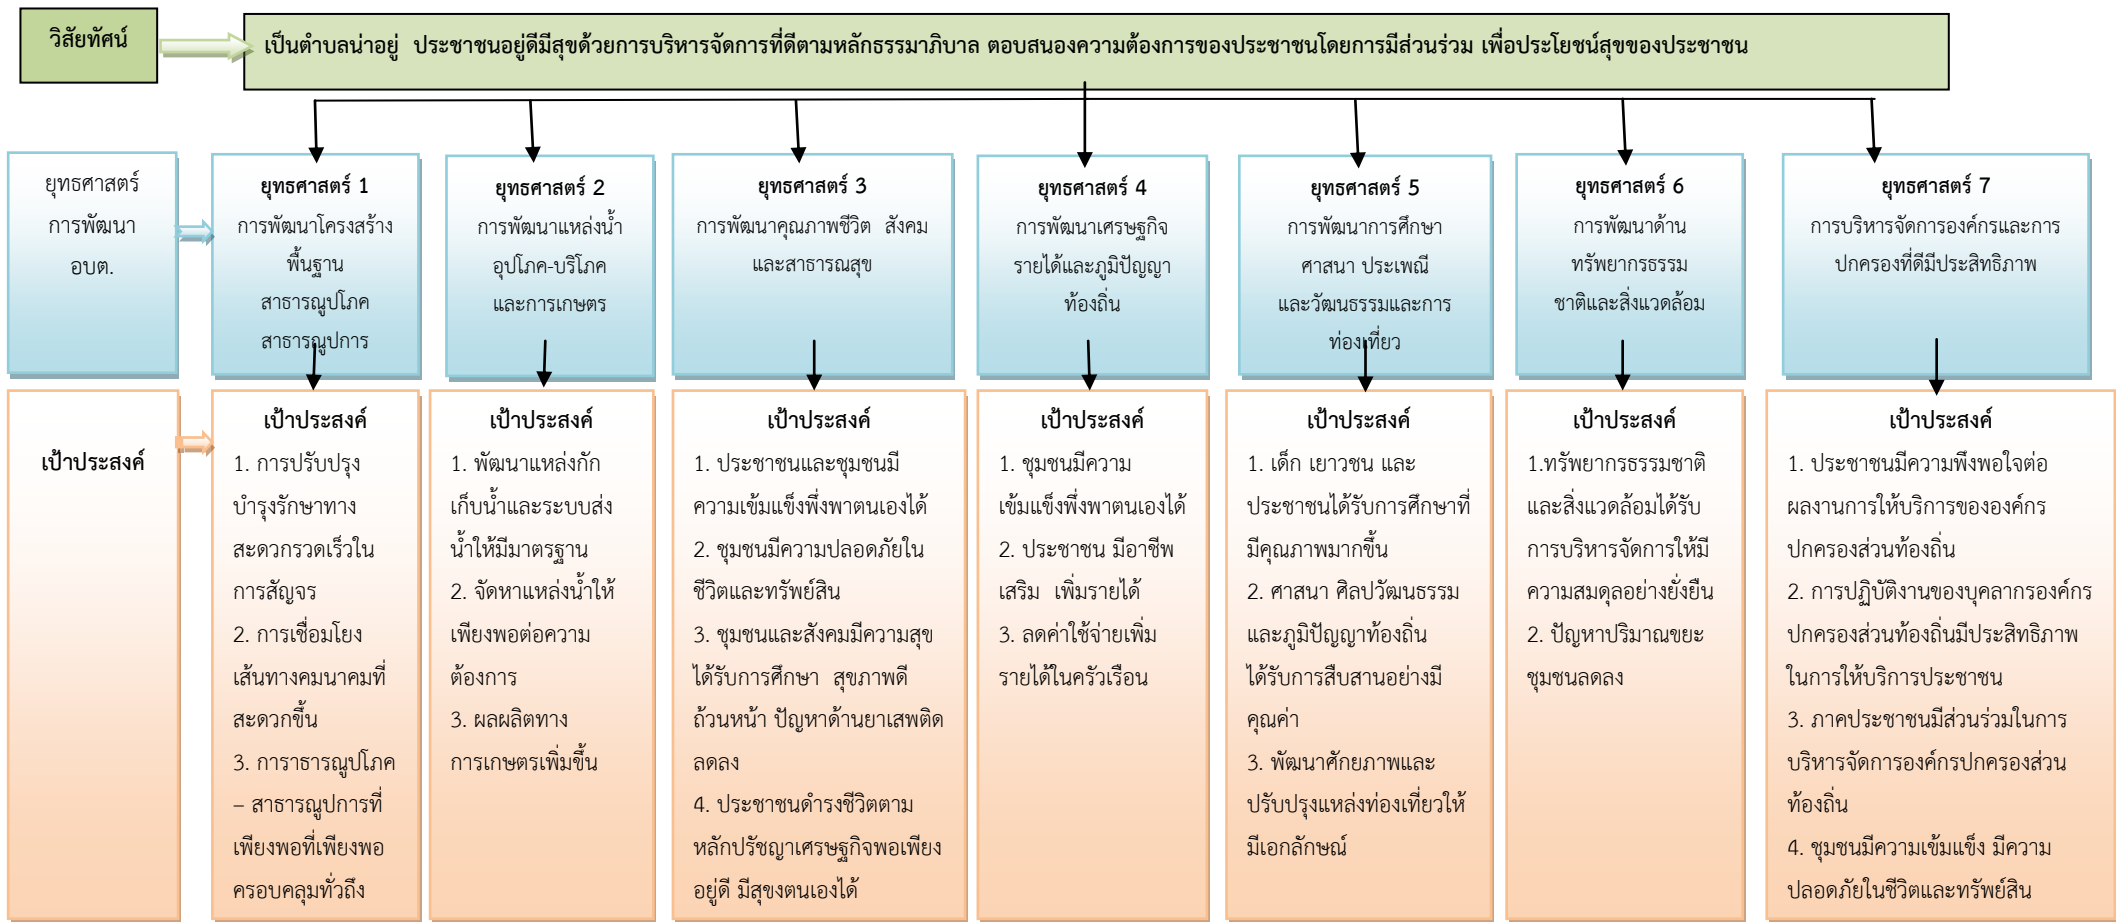 วิสัยทัศน์
เป็นตำบลน่าอยู่ ประชาชนอยู่ดีมีสุขด้วยการบริหารจัดการที่ดีตามหลักธรรมาภิบาล ตอบสนองความต้องการของประชาชนโดยการมีส่วนร่วม เพื่อประโยชน์สุขของประชาชน
ยุทธศาสตร์
การพัฒนา
อบต.
ยุทธศาสตร์ 1
การพัฒนาโครงสร้าง
พื้นฐาน
สาธารณูปโภค
สาธารณูปการ
ยุทธศาสตร์ 2
การพัฒนาแหล่งน้ำ
อุปโภค-บริโภค
และการเกษตร
ยุทธศาสตร์ 3
การพัฒนาคุณภาพชีวิต สังคม
และสาธารณสุข
ยุทธศาสตร์ 4
การพัฒนาเศรษฐกิจ
รายได้และภูมิปัญญา
ท้องถิ่น
ยุทธศาสตร์ 5
การพัฒนาการศึกษา
ศาสนา ประเพณี
และวัฒนธรรมและการ
ท่องเที่ยว
ยุทธศาสตร์ 6
การพัฒนาด้าน
ทรัพยากรธรรม
ชาติและสิ่งแวดล้อม
ยุทธศาสตร์ 7
การบริหารจัดการองค์กรและการ
ปกครองที่ดีมีประสิทธิภาพ
เป้าประสงค์
เป้าประสงค์
1. การปรับปรุง
บำรุงรักษาทาง
สะดวกรวดเร็วใน
การสัญจร
2. การเชื่อมโยง
เส้นทางคมนาคมที่
สะดวกขึ้น
3. การาธารณูปโภค
– สาธารณูปการที่
เพียงพอที่เพียงพอ
ครอบคลุมทั่วถึง
เป้าประสงค์
1. พัฒนาแหล่งกัก
เก็บน้ำและระบบส่ง
น้ำให้มีมาตรฐาน
2. จัดหาแหล่งน้ำให้
เพียงพอต่อความ
ต้องการ
3. ผลผลิตทาง
การเกษตรเพิ่มขึ้น
เป้าประสงค์
1. ประชาชนและชุมชนมี
ความเข้มแข็งพึ่งพาตนเองได้
2. ชุมชนมีความปลอดภัยใน
ชีวิตและทรัพย์สิน
3. ชุมชนและสังคมมีความสุข
ได้รับการศึกษา สุขภาพดี
ถ้วนหน้า ปัญหาด้านยาเสพติด
ลดลง
4. ประชาชนดำรงชีวิตตาม
หลักปรัชญาเศรษฐกิจพอเพียง
อยู่ดี มีสุขงตนเองได้
เป้าประสงค์
1. ชุมชนมีความ
เข้มแข็งพึ่งพาตนเองได้
2. ประชาชน มีอาชีพ
เสริม เพิ่มรายได้
3. ลดค่าใช้จ่ายเพิ่ม
รายได้ในครัวเรือน
เป้าประสงค์
1. เด็ก เยาวชน และ
ประชาชนได้รับการศึกษาที่
มีคุณภาพมากขึ้น
2. ศาสนา ศิลปวัฒนธรรม
และภูมิปัญญาท้องถิ่น
ได้รับการสืบสานอย่างมี
คุณค่า
3. พัฒนาศักยภาพและ
ปรับปรุงแหล่งท่องเที่ยวให้
มีเอกลักษณ์
เป้าประสงค์
1.ทรัพยากรธรรมชาติ
และสิ่งแวดล้อมได้รับ
การบริหารจัดการให้มี
ความสมดุลอย่างยั่งยืน
2. ปัญหาปริมาณขยะ
ชุมชนลดลง
เป้าประสงค์
1. ประชาชนมีความพึงพอใจต่อ
ผลงานการให้บริการขององค์กร
ปกครองส่วนท้องถิ่น
2. การปฏิบัติงานของบุคลากรองค์กร
ปกครองส่วนท้องถิ่นมีประสิทธิภาพ
ในการให้บริการประชาชน
3. ภาคประชาชนมีส่วนร่วมในการ
บริหารจัดการองค์กรปกครองส่วน
ท้องถิ่น
4. ชุมชนมีความเข้มแข็ง มีความ
ปลอดภัยในชีวิตและทรัพย์สิน